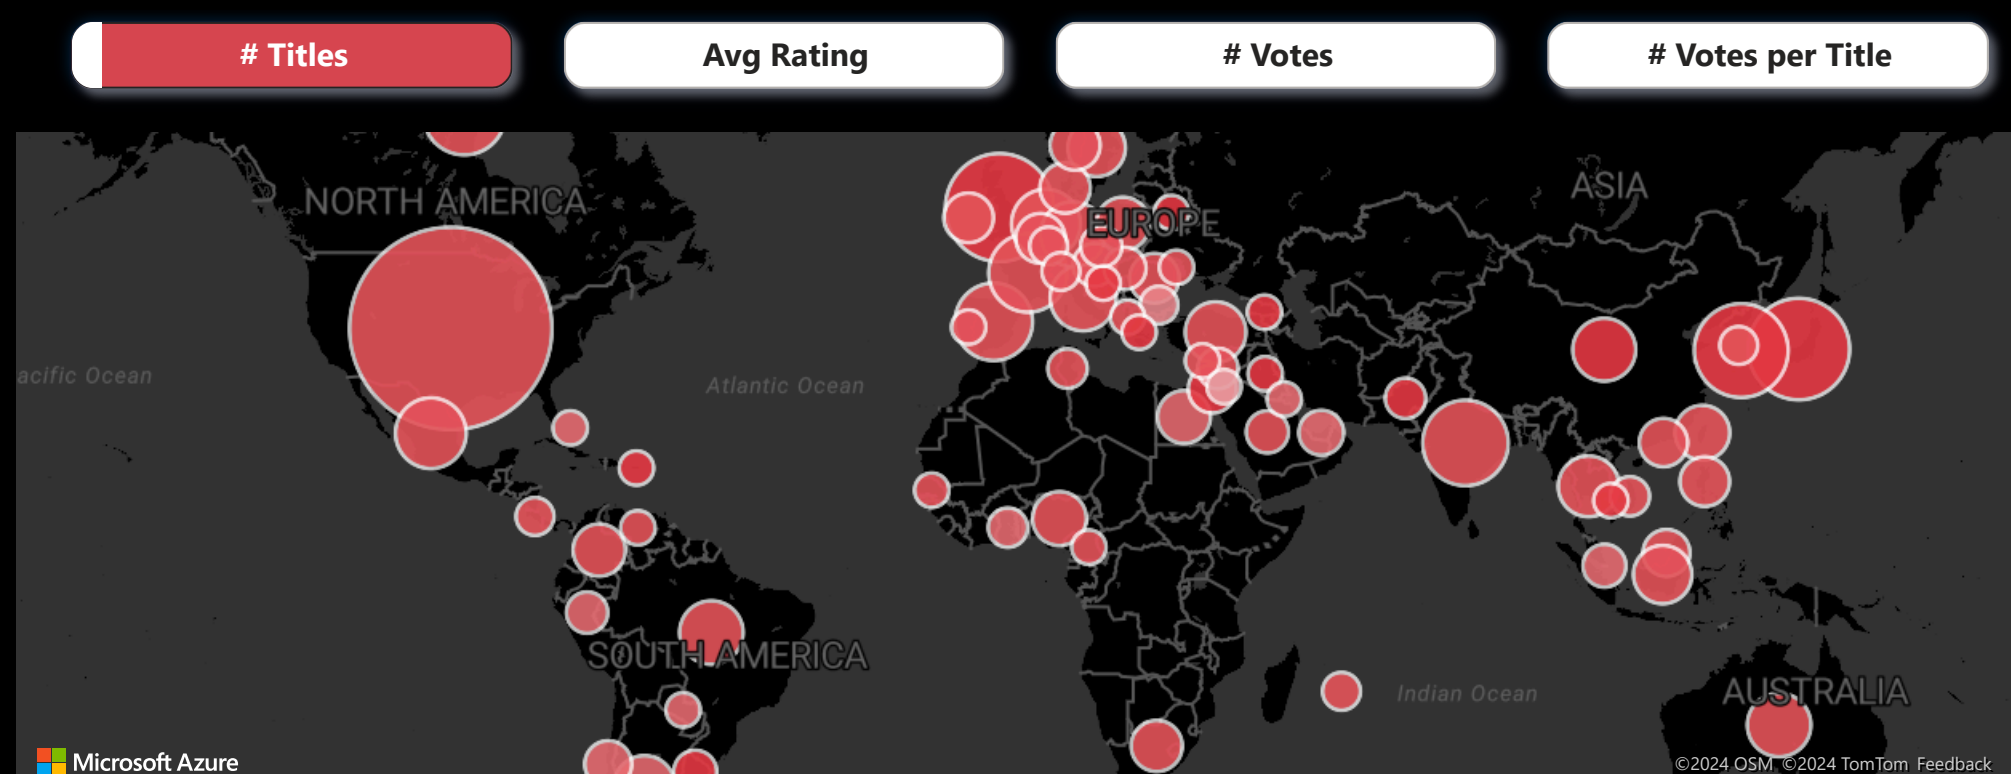 # Titles
Avg Rating
# Votes
# Votes per Title
ASIA
NORTH AMERICA
EUROPE
acific Ocean
Atlantic Ocean
SOUTH AMERICA
Indian Ocean
AUSTRALIA
Microsoft Azure
©2024 OSM ©2024 TomTom Feedback